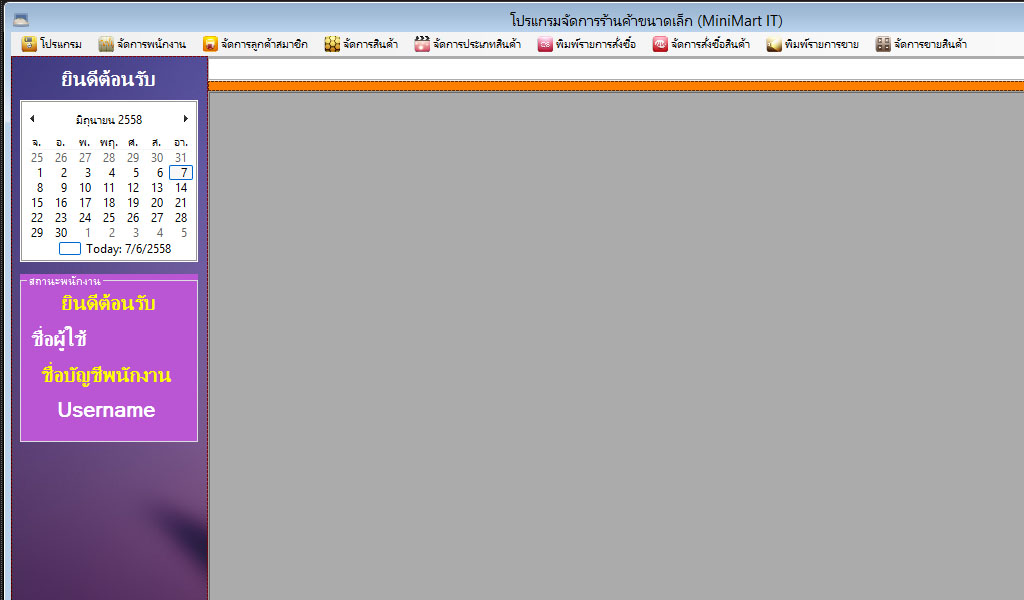 โปรแกรมจัดการร้านค้าขนาดเล็ก (MiniMart IT)
โปรแกรม จัดการพนักงาน จัดการลูกค้าสมาชิก จัดการสินค้า จัดการประเภทสินค้า พิมพ์รายการสั่งซื้อ จัดการสั่งซื้อสินค้า พิมพ์รายการขาย จัดการขายสินค้า
ยินดีต้อนรับ
มิถุนายน 2558
จ. อ. พ. พฤ. ศ. ส. อา.
25 26 27 28 29 30 31
1 2 3 4 5 6 7
8 9 10 11 12 13 14
15 16 17 18 19 20 21
22 23 24 25 26 27 28
29 30 1 2 3 4 5
Today: 7/6/2558
สถานะพนักงาน
ยินดีต้อนรับ
ชื่อผู้ใช้
ชื่อบัญชีพนักงาน
Username